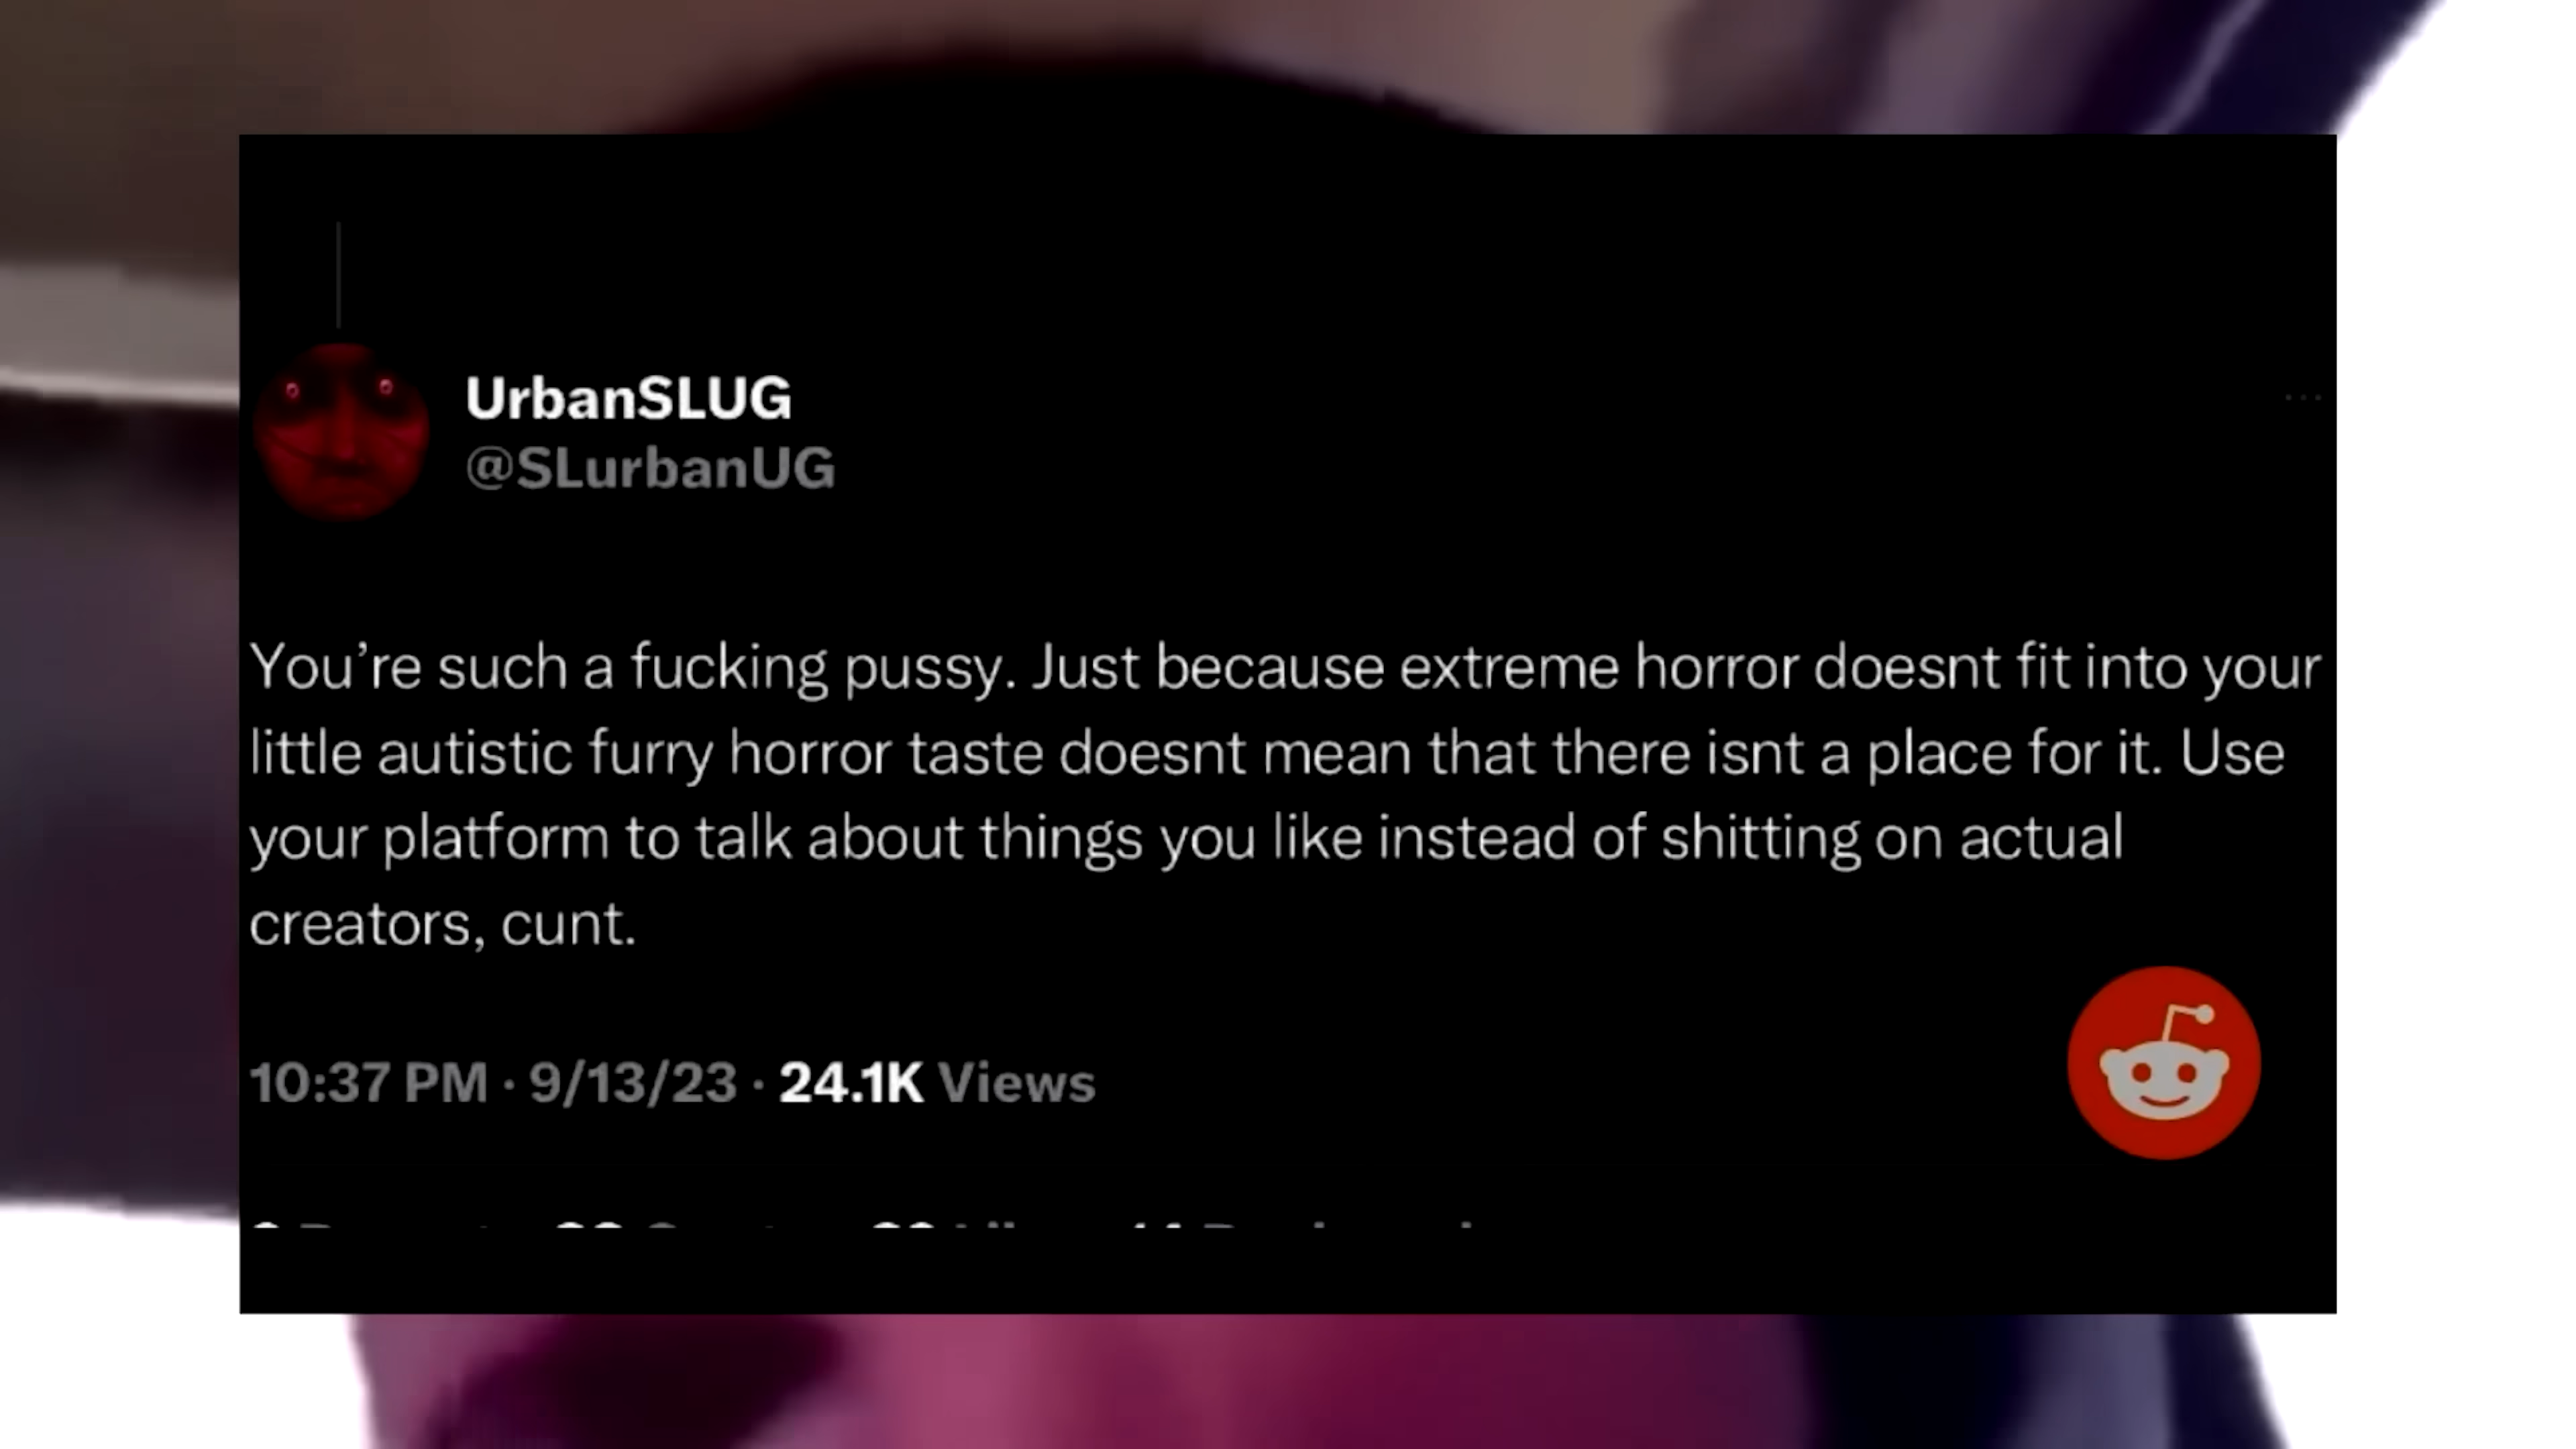 UrbanSLUG
@SLurbanUG
You’re such a fucking pussy. Just because extreme horror doesnt fit into your
little autistic furry horror taste doesnt mean that there isnt a place for it. Use
your platform to talk about things you like instead of shitting on actual
creators, cunt.
10:37 PM · 9/13/23 · 24.1K Views